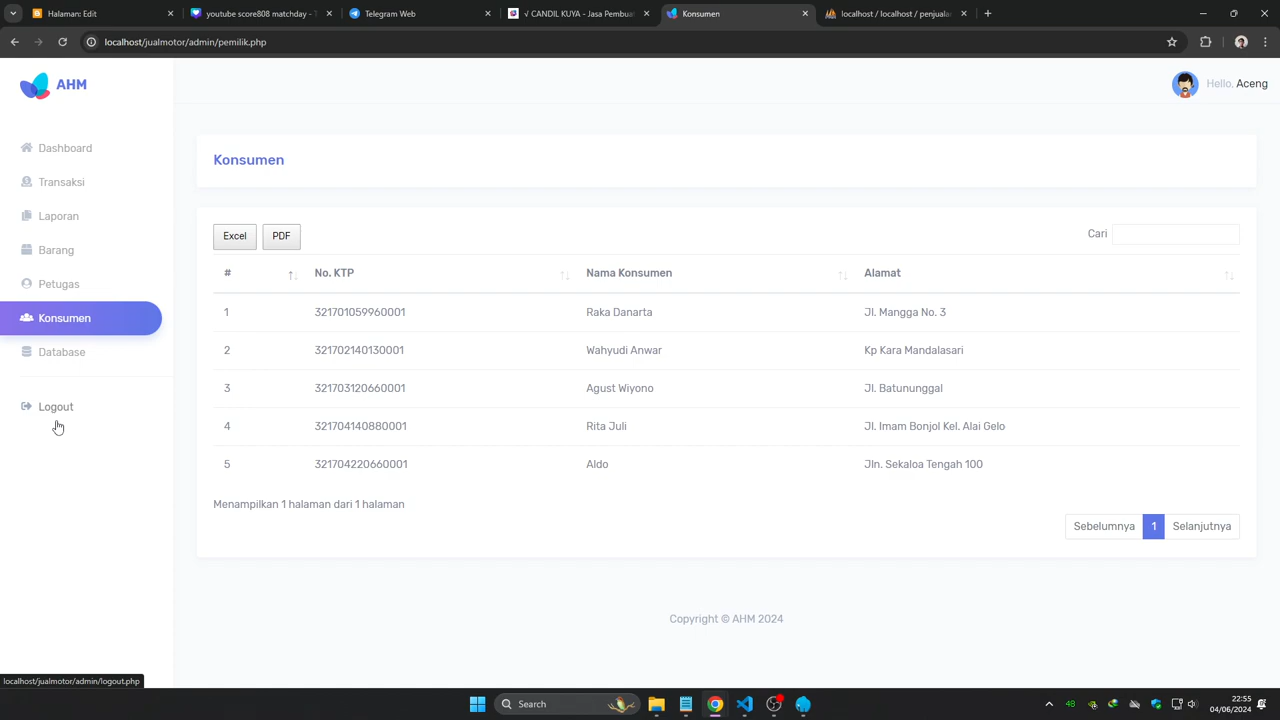 Halaman: Edit
youtube score808 matchday - 
Telegram Web
√ CANDIL KUYA - Jasa Pembua
Konsumen
localhost / localhost / penjuala
localhost/jualmotor/admin/pemilik.php
AHM
Hello, Aceng
Dashboard
Transaksi
Laporan
Barang
Petugas
Konsumen
Database
Logout
Konsumen
Excel PDF
Cari
# No. KTP Nama Konsumen Alamat
1 321701059960001 Raka Danarta Jl. Mangga No. 3
2 321702140130001 Wahyudi Anwar Kp Kara Mandalasari
3 321703120660001 Agust Wiyono Jl. Batununggal
4 321704140880001 Rita Juli Jl. Imam Bonjol Kel. Alai Gelo
5 321704220660001 Aldo Jln. Sekaloa Tengah 100
Menampilkan 1 halaman dari 1 halaman
Sebelumnya 1 Selanjutnya
Copyright © AHM 2024
localhost/jualmotor/admin/logout.php
Search
48
22:55
04/06/2024